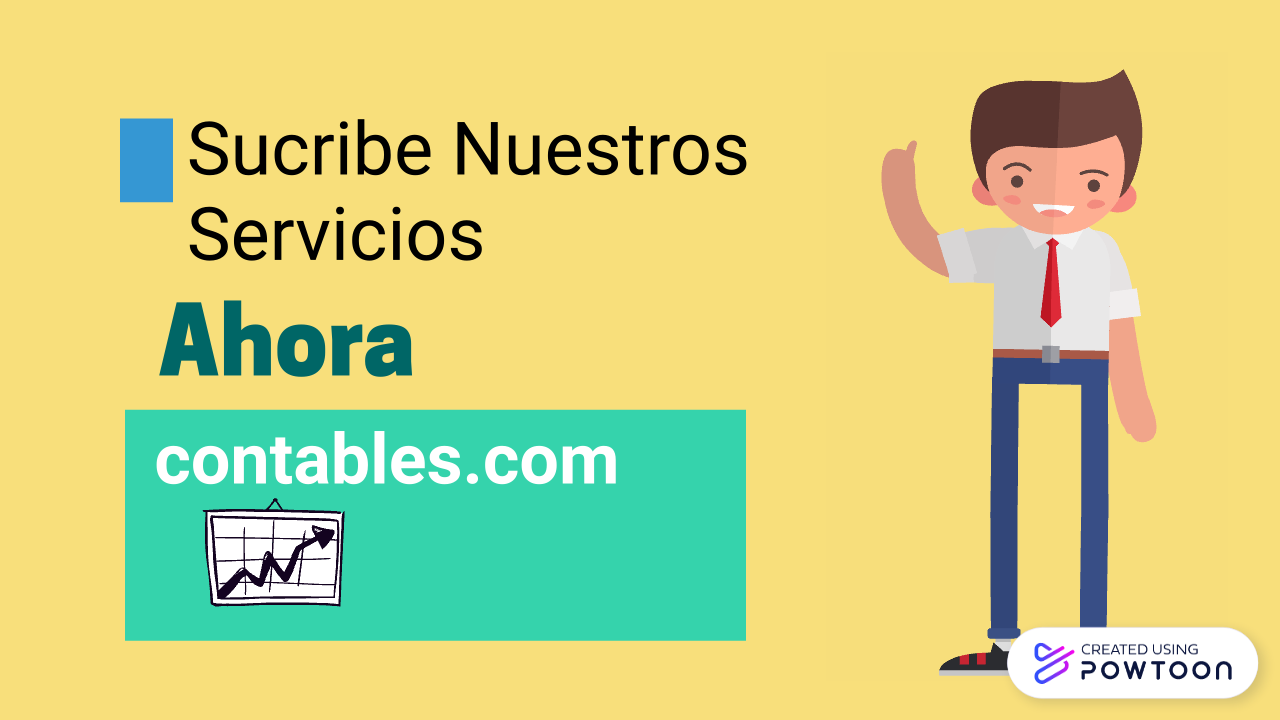 Sucribe Nuestros
Servicios
Ahora
contables.com
CREATED USING
POWTOON